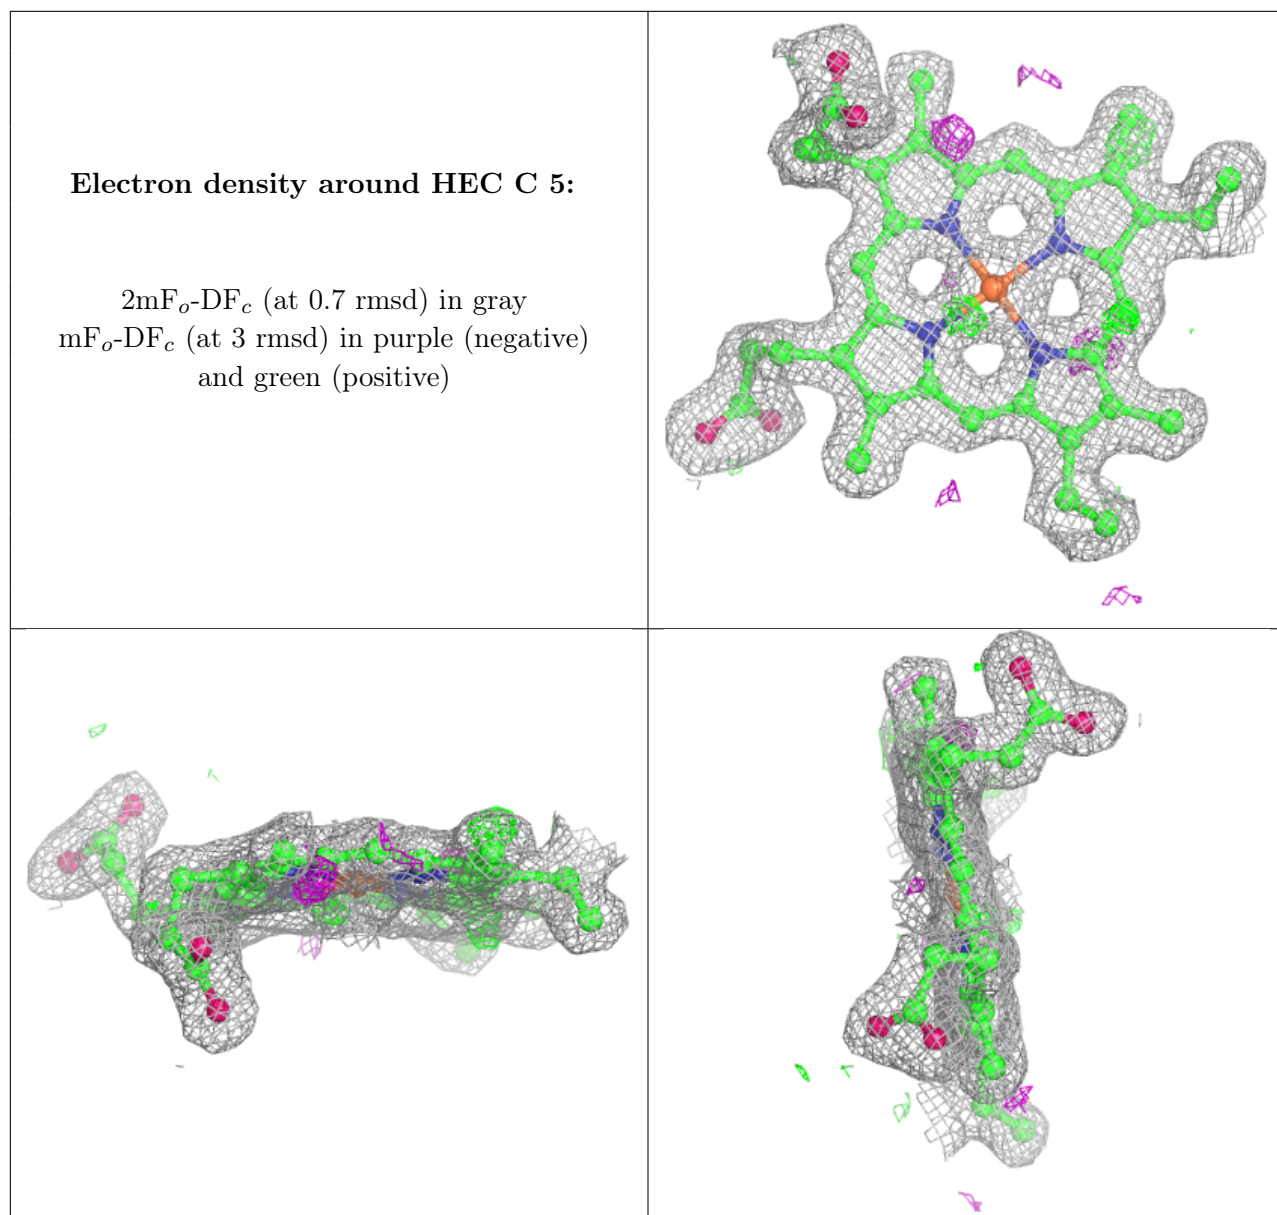 Electron density around HEC C 5:
2mFo-DFc (at 0.7 rmsd) in gray
mFo-DFc (at 3 rmsd) in purple (negative)
and green (positive)